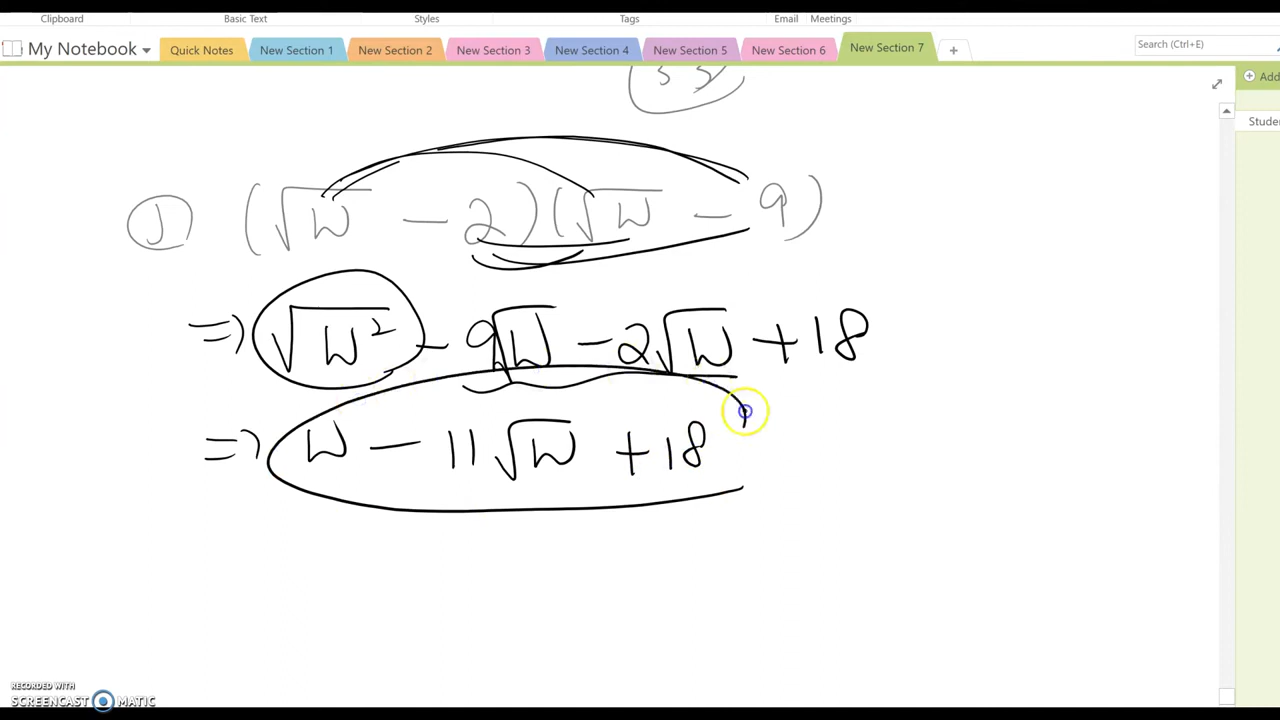 Clipboard Basic Text Styles Tags Email Meetings
My Notebook Quick Notes New Section 1 New Section 2 New Section 3 New Section 4 New Section 5 New Section 6 New Section 7 + Search (Ctrl+E)
Add
Studen
J (√w - 2)(√w - 9)
=> √w² - 9√w - 2√w + 18
=> w - 11√w + 18
RECORDED WITH
SCREENCAST MATIC